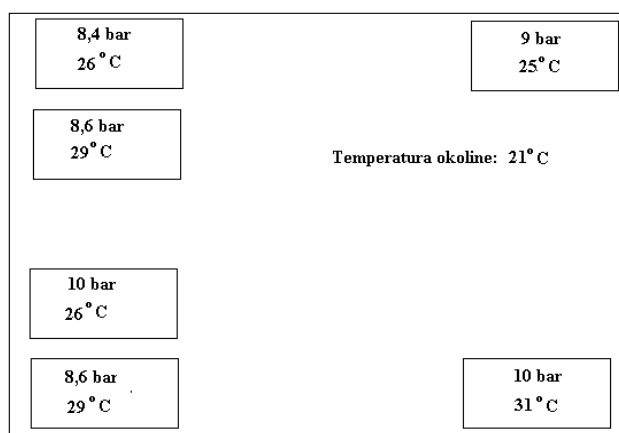 8,4 bar
26° C
9 bar
25° C
8,6 bar
29° C
Temperatura okoline: 21° C
10 bar
26° C
8,6 bar
29° C
10 bar
31° C